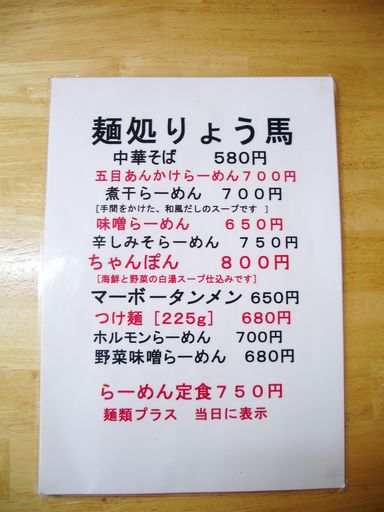 麺処りょう馬
中華そば　580円
五目あんかけらーめん７００円
煮干らーめん　７００円
[手間をかけた、和風だしのスープです ]
味噌らーめん　６５０円
辛しみそらーめん　７５０円
ちゃんぽん　８００円
[海鮮と野菜の白湯スープ仕込みです]
マーボータンメン 650円
つけ麺［225g］　680円
ホルモンらーめん　700円
野菜味噌らーめん　680円
らーめん定食７５０円
麺類プラス　当日に表示